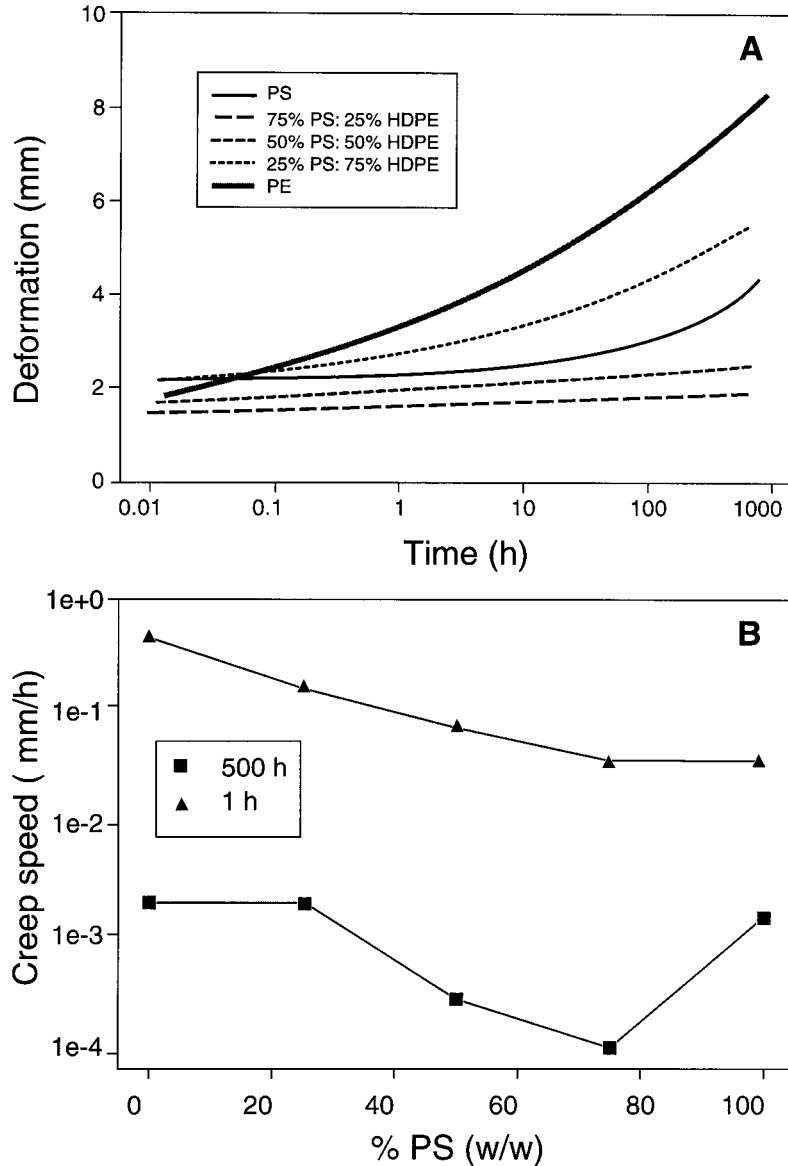 A
10
8
6
4
2
0
Deformation (mm)
PS
75% PS: 25% HDPE
50% PS: 50% HDPE
25% PS: 75% HDPE
PE
0.01 0.1 1 10 100 1000
Time (h)
B
1e+0
1e-1
1e-2
1e-3
1e-4
Creep speed ( mm/h)
500 h
1 h
0 20 40 60 80 100
% PS (w/w)